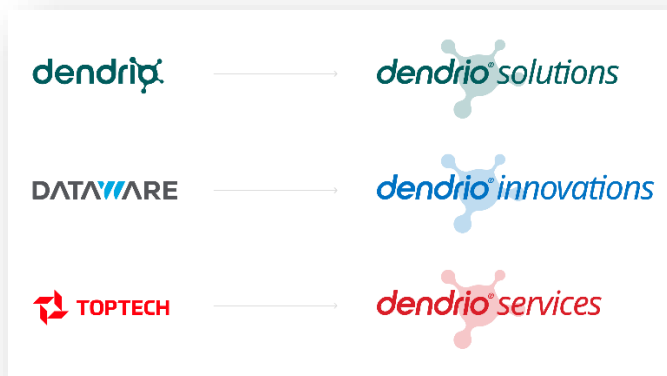 dendrio
dendrio® solutions
DATAWARE
dendrio® innovations
TOPTECH
dendrio® services